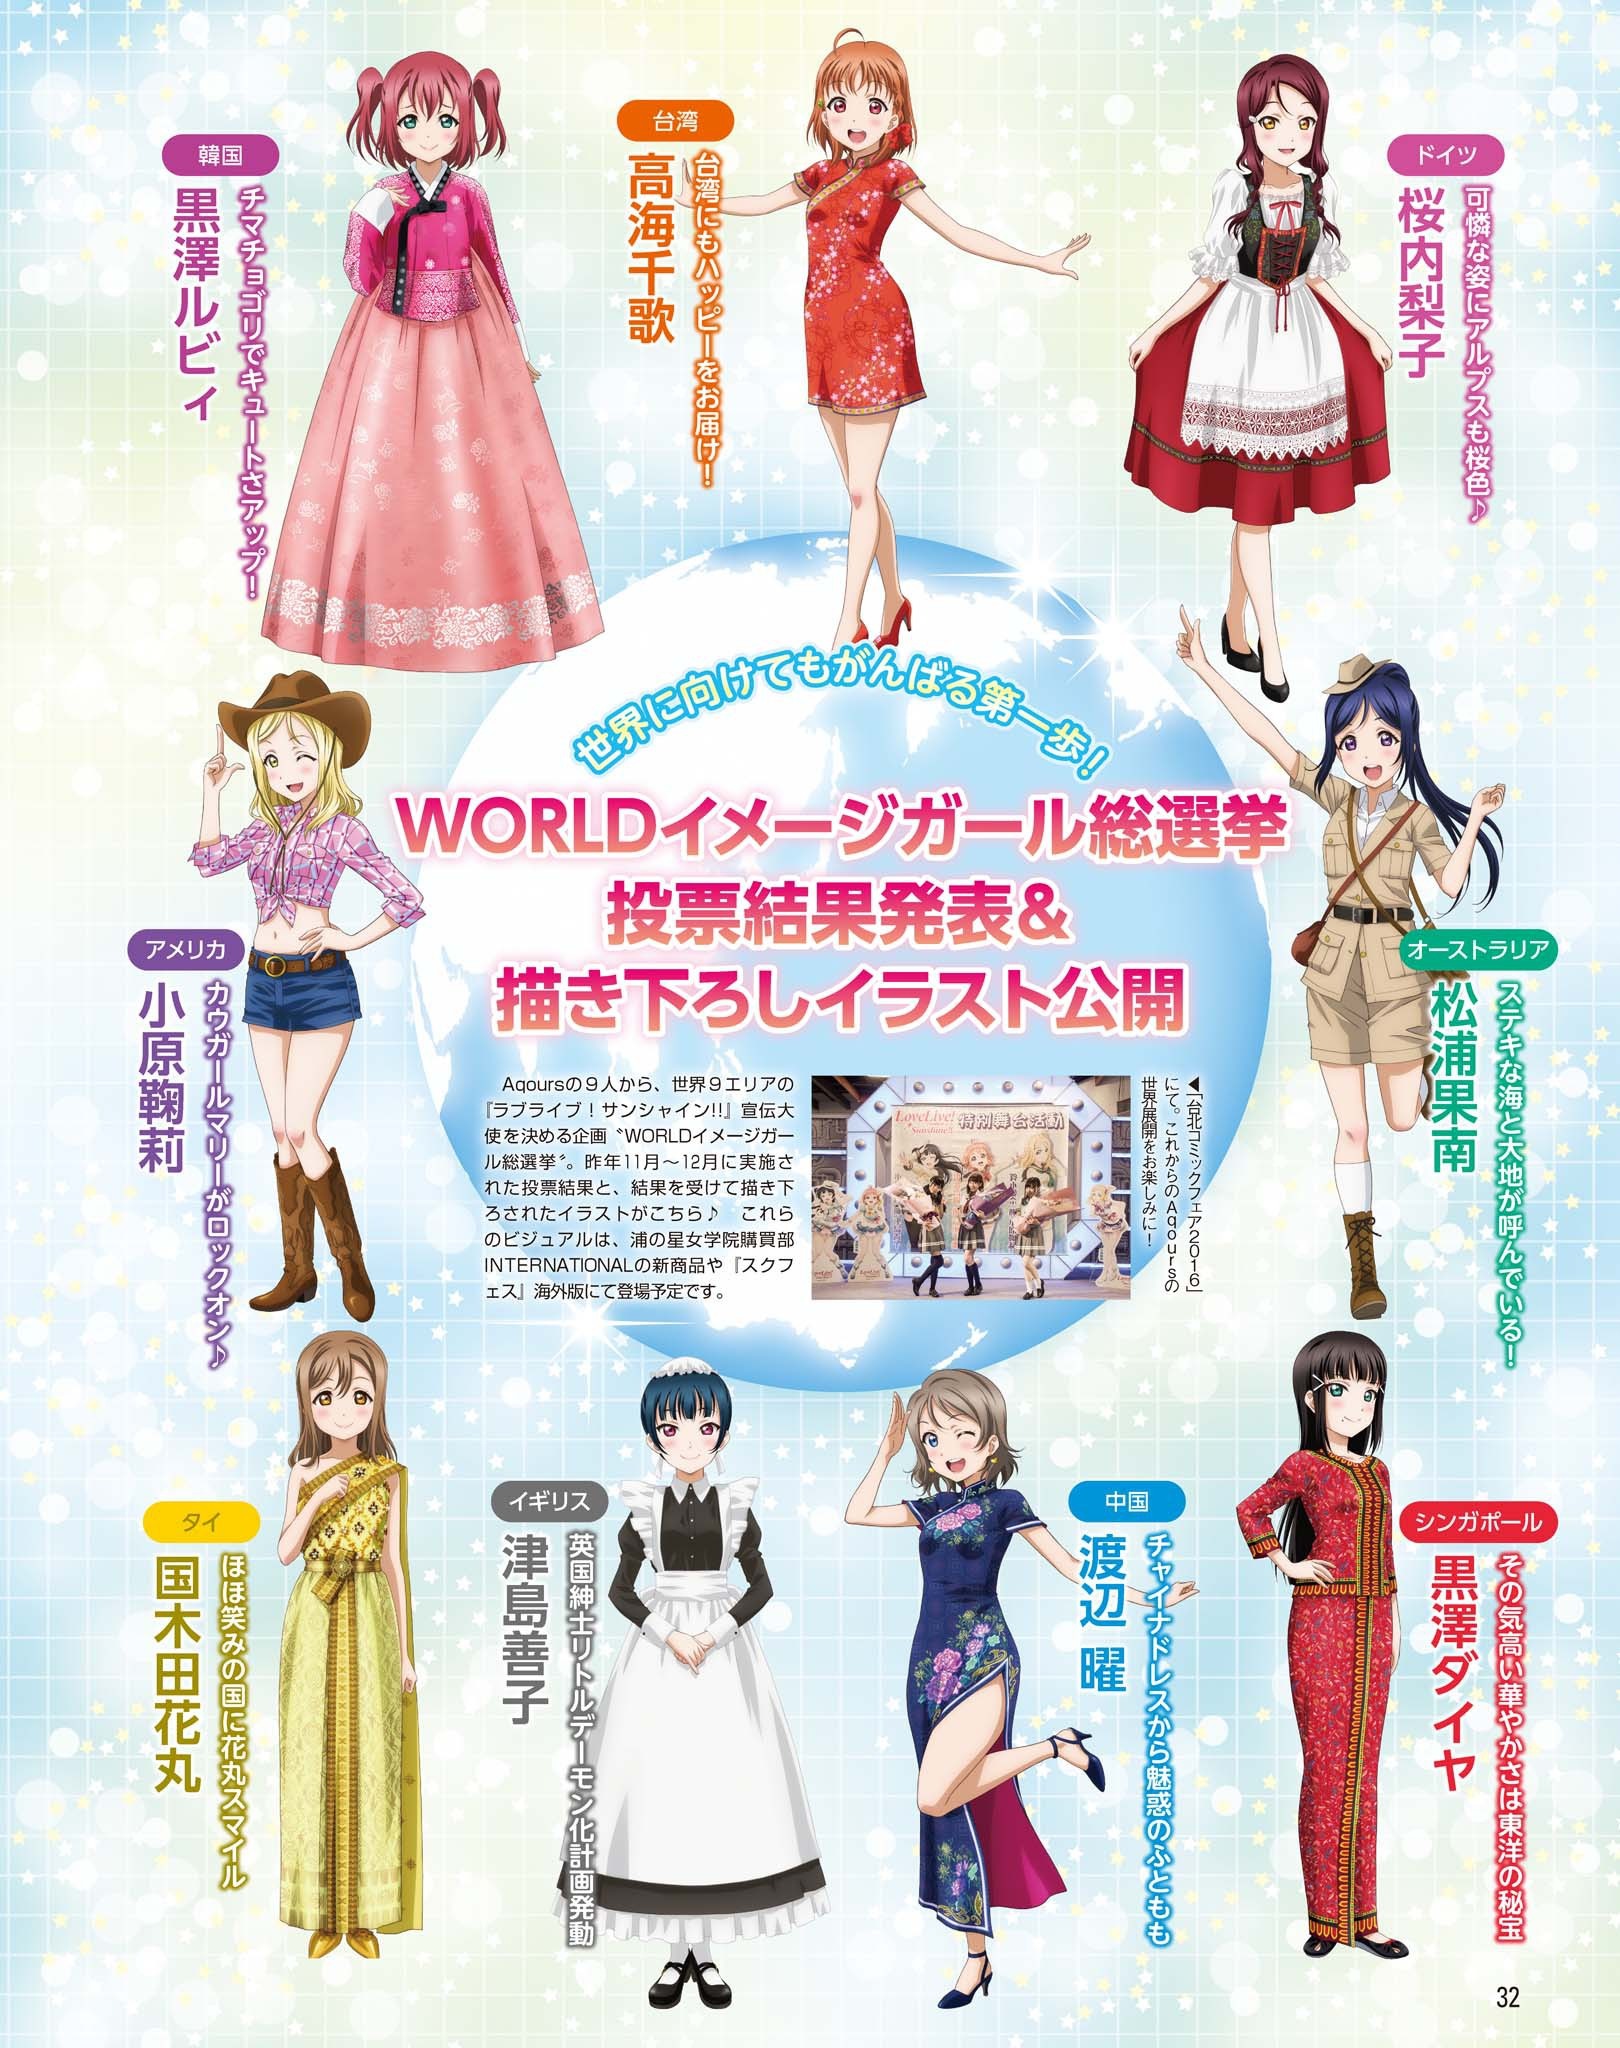 韓国
黒澤ルビィ
チマチョゴリでキュートさアップ！
台湾
高海千歌
台湾にもハッピーをお届け！
ドイツ
桜内梨子
可憐な姿にアルプスも桜色♪
世界に向けてもがんばる第一歩！
WORLDイメージガール総選挙
投票結果発表＆
描き下ろしイラスト公開
アメリカ
小原鞠莉
カウガールマリーがロックオン♪
オーストラリア
松浦果南
ステキな海と大地が呼んでいる！
Aqoursの９人から、世界９エリアの
『ラブライブ！サンシャイン!!』宣伝大
使を決める企画〝WORLDイメージガー
ル総選挙〟。昨年11月～12月に実施さ
れた投票結果と、結果を受けて描き下
ろされたイラストがこちら♪　これら
のビジュアルは、浦の星女学院購買部
INTERNATIONALの新商品や『スクフ
ェス』海外版にて登場予定です。
LoveLive!
Sunshine!!
特別舞台活動
◀「台北コミックフェア2016」
にて。これからのAqoursの
世界展開をお楽しみに！
タイ
国木田花丸
ほほ笑みの国に花丸スマイル
イギリス
津島善子
英国紳士リトルデーモン化計画発動
中国
渡辺 曜
チャイナドレスから魅惑のふともも
シンガポール
黒澤ダイヤ
その気高い華やかさは東洋の秘宝
32